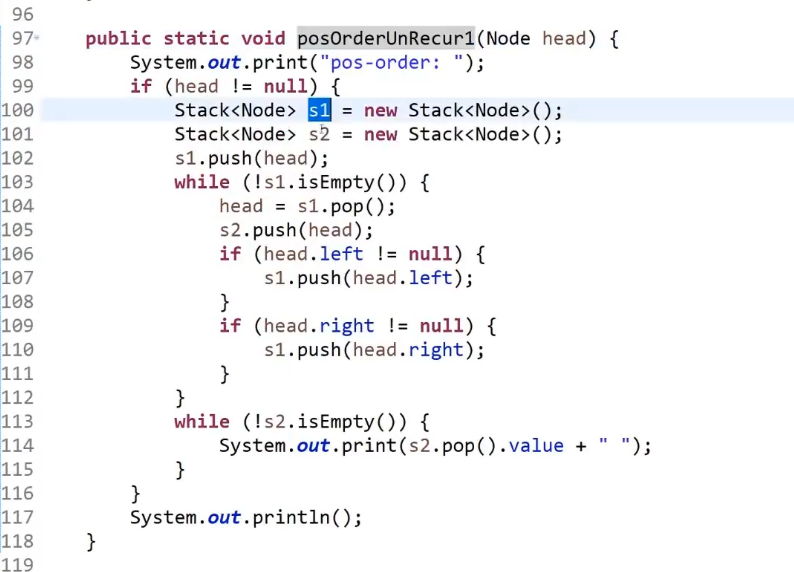 96
97 public static void posOrderUnRecur1(Node head) {
98 System.out.print("pos-order: ");
99 if (head != null) {
100 Stack<Node> s1 = new Stack<Node>();
101 Stack<Node> s2 = new Stack<Node>();
102 s1.push(head);
103 while (!s1.isEmpty()) {
104 head = s1.pop();
105 s2.push(head);
106 if (head.left != null) {
107 s1.push(head.left);
108 }
109 if (head.right != null) {
110 s1.push(head.right);
111 }
112 }
113 while (!s2.isEmpty()) {
114 System.out.print(s2.pop().value + " ");
115 }
116 }
117 System.out.println();
118 }
119